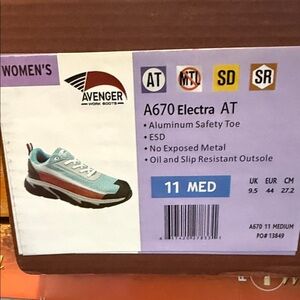 WOMEN'S
AVENGER
WORK BOOTS
AT
MTL
SD
SR
A670 Electra AT
• Aluminum Safety Toe
• ESD
• No Exposed Metal
• Oil and Slip Resistant Outsole
11 MED
UK EUR CM
9.5 44 27.2
A670 11 MEDIUM
PO# 13849